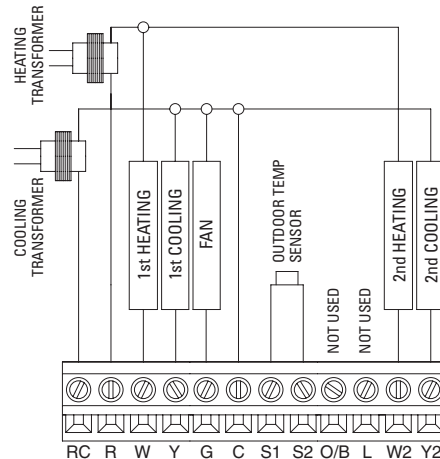 HEATING
TRANSFORMER
COOLING
TRANSFORMER
1st HEATING
1st COOLING
FAN
OUTDOOR TEMP
SENSOR
NOT USED
NOT USED
2nd HEATING
2nd COOLING
RC R W Y G C S1 S2 O/B L W2 Y2